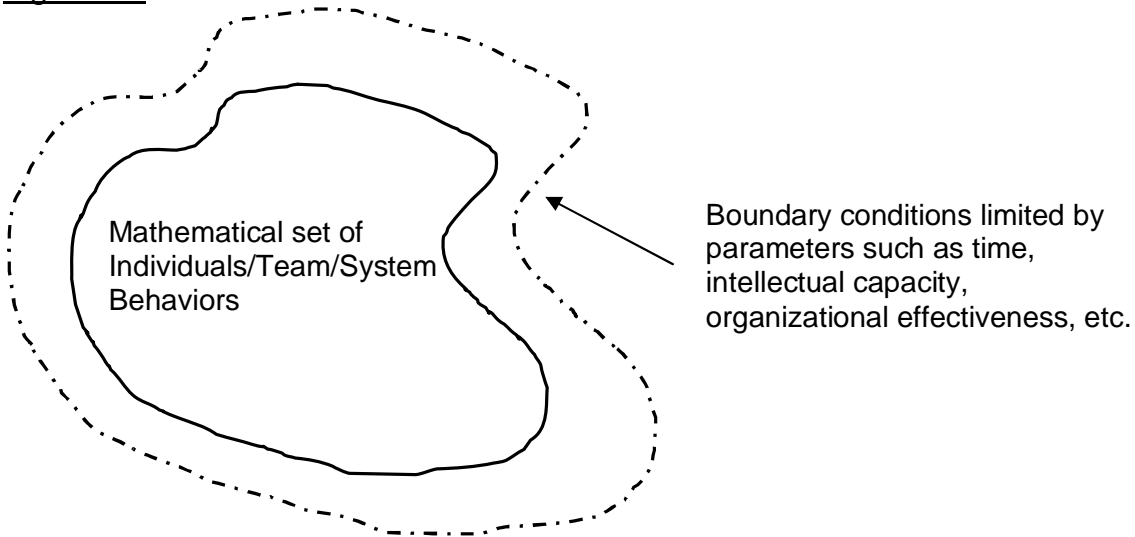 Mathematical set of
Individuals/Team/System
Behaviors
Boundary conditions limited by
parameters such as time,
intellectual capacity,
organizational effectiveness, etc.